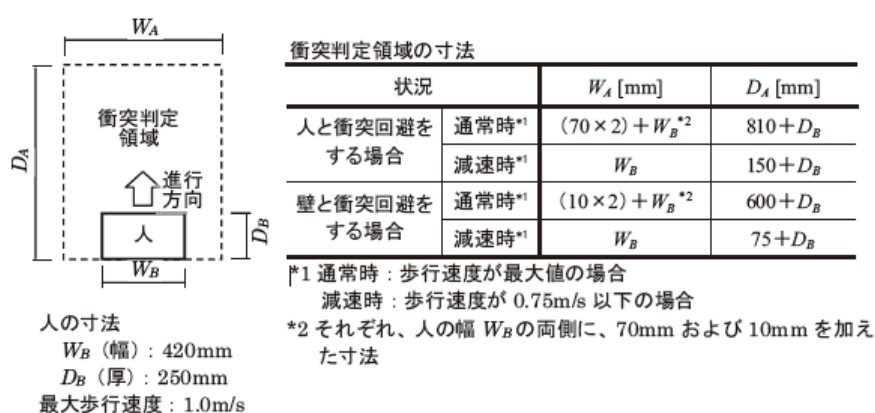 W_A
D_A
衝突判定
領域
進行
方向
人
D_B
W_B
人の寸法
W_B（幅）：420mm
D_B（厚）：250mm
最大歩行速度：1.0m/s
衝突判定領域の寸法
状況 W_A [mm] D_A [mm]
人と衝突回避を
する場合
通常時*1 (70×2)＋W_B*2 810＋D_B
減速時*1 W_B 150＋D_B
壁と衝突回避を
する場合
通常時*1 (10×2)＋W_B*2 600＋D_B
減速時*1 W_B 75＋D_B
*1 通常時：歩行速度が最大値の場合
減速時：歩行速度が 0.75m/s 以下の場合
*2 それぞれ、人の幅 W_Bの両側に、70mm および 10mm を加え
た寸法